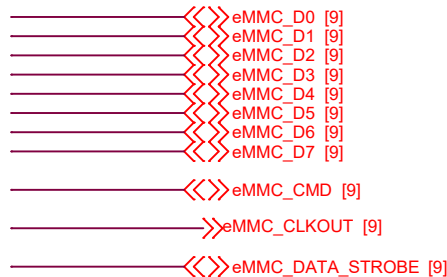 eMMC_D0 [9]
eMMC_D1 [9]
eMMC_D2 [9]
eMMC_D3 [9]
eMMC_D4 [9]
eMMC_D5 [9]
eMMC_D6 [9]
eMMC_D7 [9]
eMMC_CMD [9]
eMMC_CLKOUT [9]
eMMC_DATA_STROBE [9]